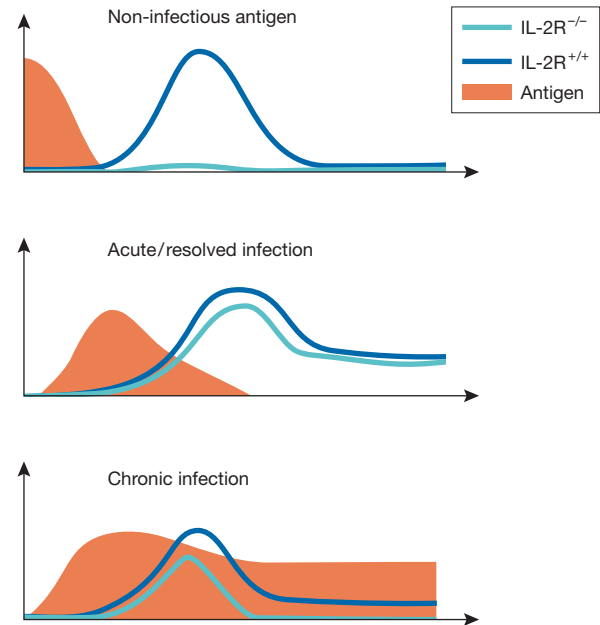 Non-infectious antigen
IL-2R⁻/⁻
IL-2R⁺/⁺
Antigen
Acute/resolved infection
Chronic infection